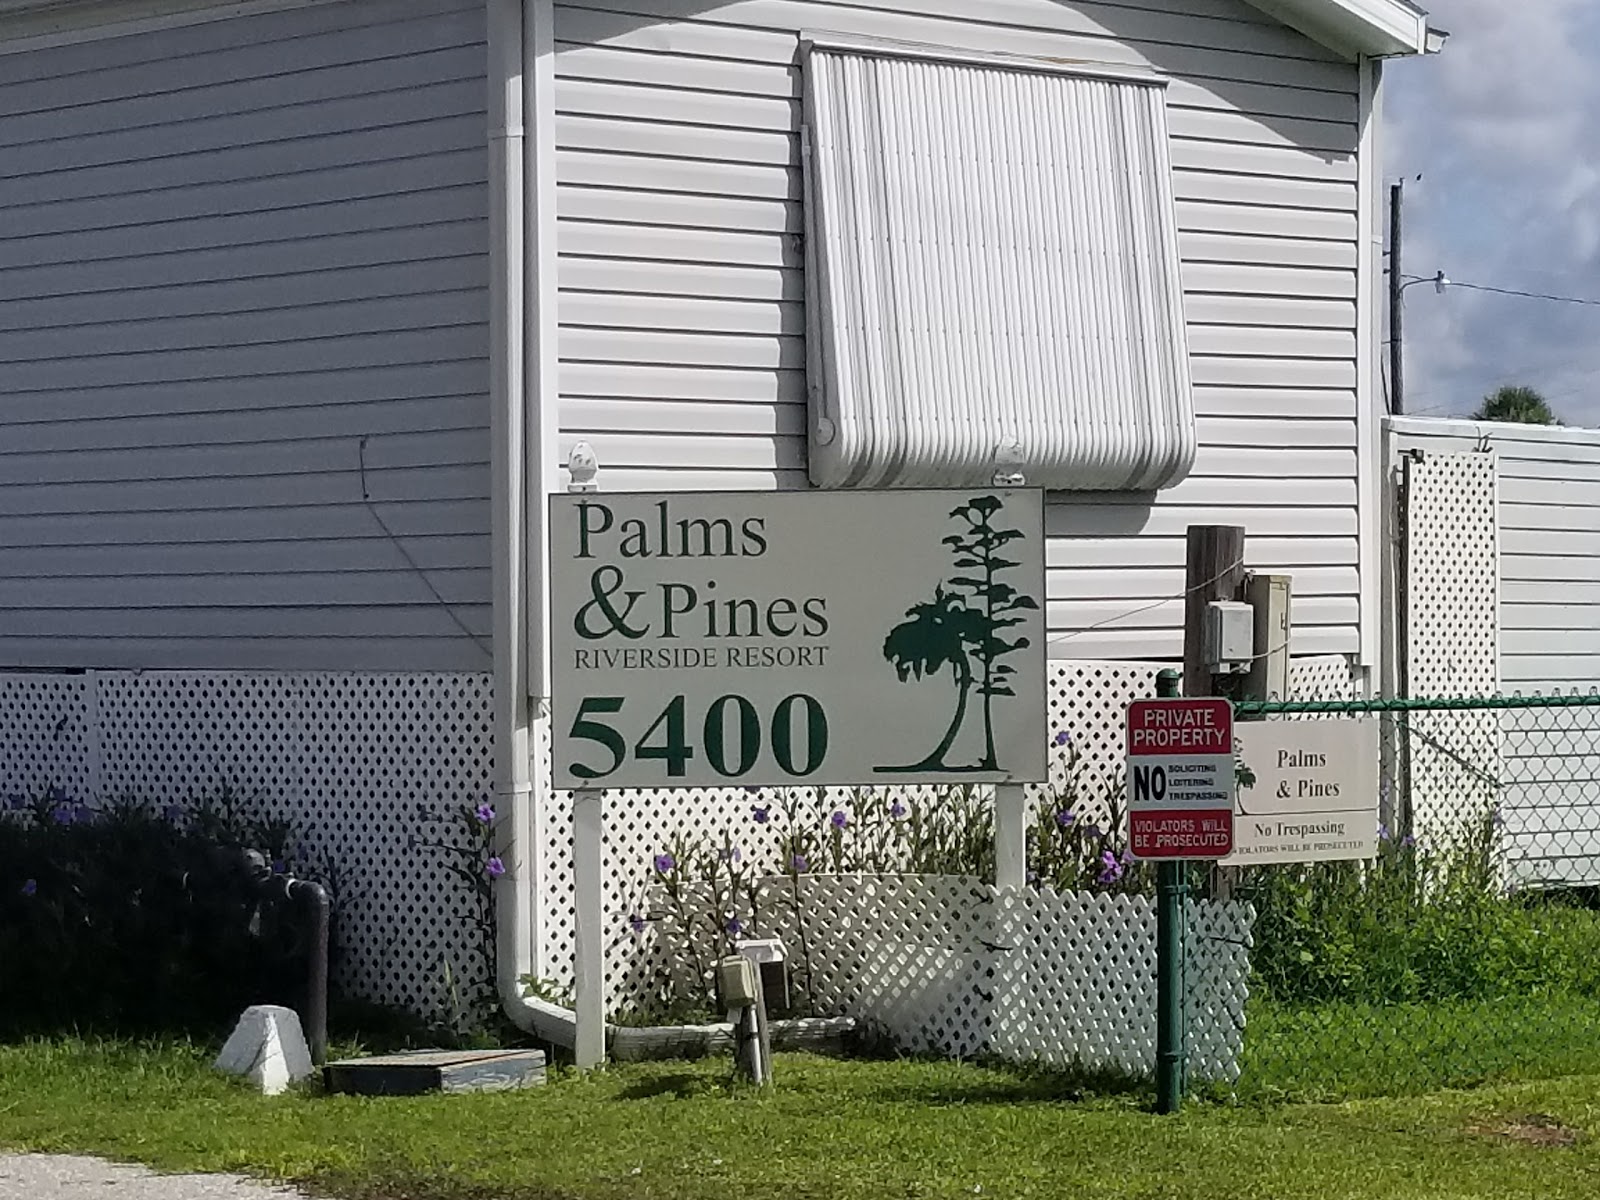 Palms
& Pines
RIVERSIDE RESORT
5400
PRIVATE
PROPERTY
NO
SOLICITING
LOITERING
TRESPASSING
VIOLATORS WILL
BE PROSECUTED
Palms
& Pines
No Trespassing
VIOLATORS WILL BE PROSECUTED